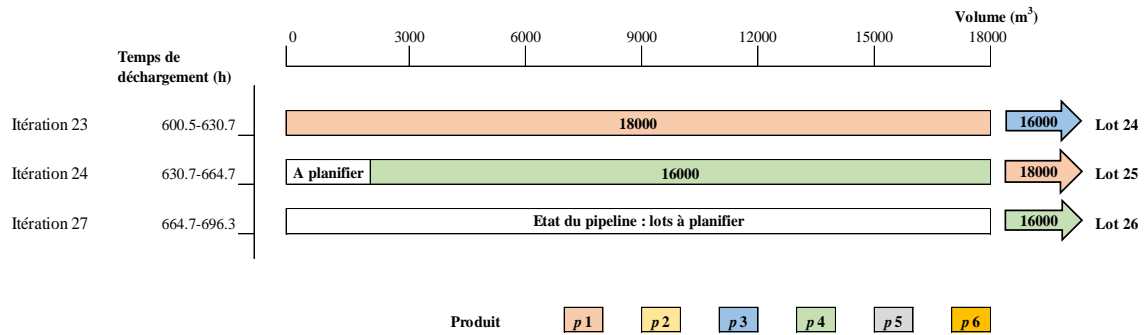 Volume (m³)
0 3000 6000 9000 12000 15000 18000
Temps de
déchargement (h)
Itération 23 600.5-630.7 18000 16000 Lot 24
Itération 24 630.7-664.7 A planifier 16000 18000 Lot 25
Itération 27 664.7-696.3 Etat du pipeline : lots à planifier 16000 Lot 26
Produit p 1 p 2 p 3 p 4 p 5 p 6